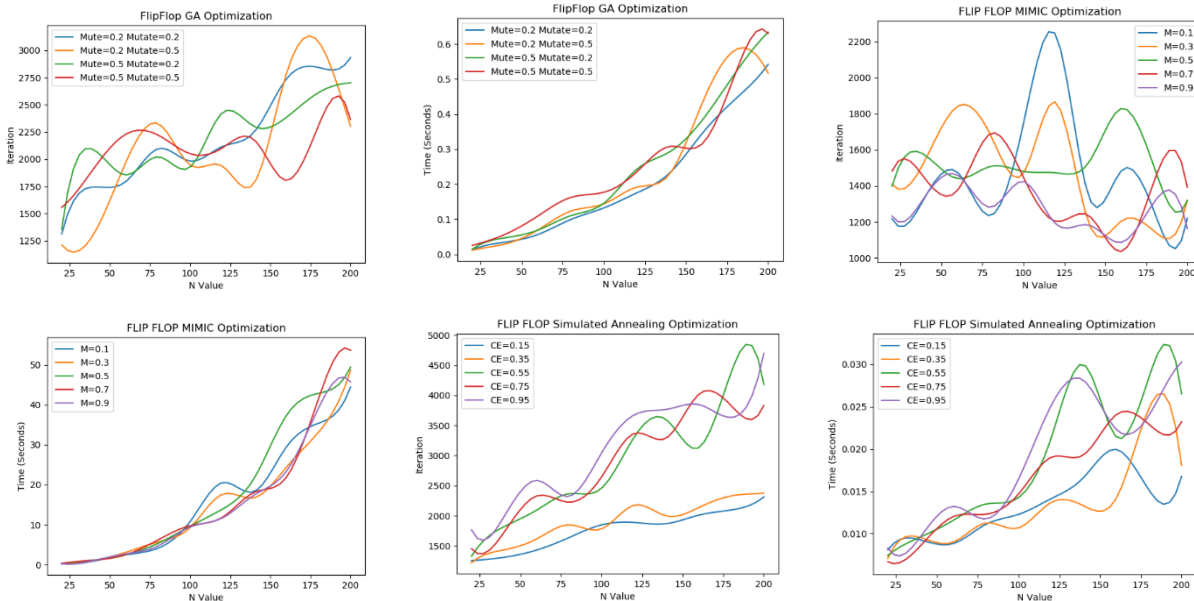 FlipFlop GA Optimization
Mute=0.2 Mutate=0.2
Mute=0.2 Mutate=0.5
Mute=0.5 Mutate=0.2
Mute=0.5 Mutate=0.5
Iteration
3000
2750
2500
2250
2000
1750
1500
1250
25 50 75 100 125 150 175 200
N Value
FlipFlop GA Optimization
Mute=0.2 Mutate=0.2
Mute=0.2 Mutate=0.5
Mute=0.5 Mutate=0.2
Mute=0.5 Mutate=0.5
Time (Seconds)
0.6
0.5
0.4
0.3
0.2
0.1
0.0
25 50 75 100 125 150 175 200
N Value
FLIP FLOP MIMIC Optimization
M=0.1
M=0.3
M=0.5
M=0.7
M=0.9
Iteration
2200
2000
1800
1600
1400
1200
1000
25 50 75 100 125 150 175 200
N Value
FLIP FLOP MIMIC Optimization
M=0.1
M=0.3
M=0.5
M=0.7
M=0.9
Time (Seconds)
50
40
30
20
10
0
25 50 75 100 125 150 175 200
N Value
FLIP FLOP Simulated Annealing Optimization
CE=0.15
CE=0.35
CE=0.55
CE=0.75
CE=0.95
Iteration
5000
4500
4000
3500
3000
2500
2000
1500
25 50 75 100 125 150 175 200
N Value
FLIP FLOP Simulated Annealing Optimization
CE=0.15
CE=0.35
CE=0.55
CE=0.75
CE=0.95
Time (Seconds)
0.030
0.025
0.020
0.015
0.010
25 50 75 100 125 150 175 200
N Value